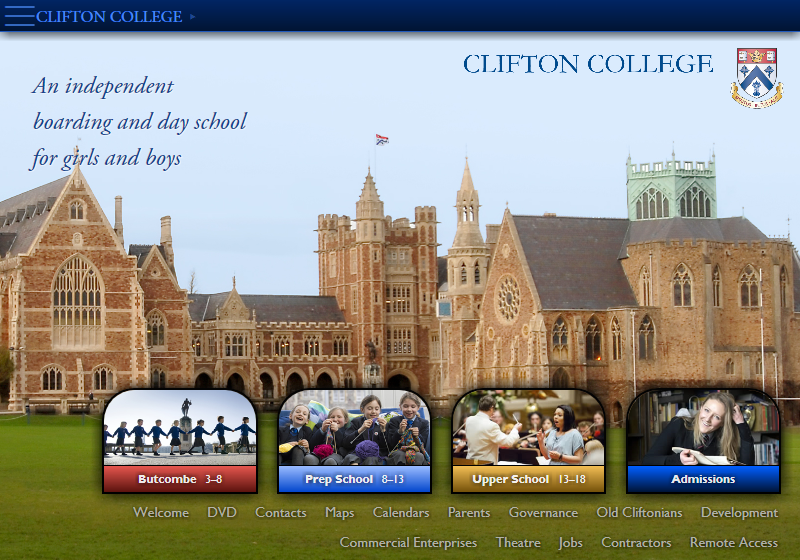 CLIFTON COLLEGE
CLIFTON COLLEGE
An independent
boarding and day school
for girls and boys
Butcombe 3–8
Prep School 8–13
Upper School 13–18
Admissions
Welcome DVD Contacts Maps Calendars Parents Governance Old Cliftonians Development
Commercial Enterprises Theatre Jobs Contractors Remote Access